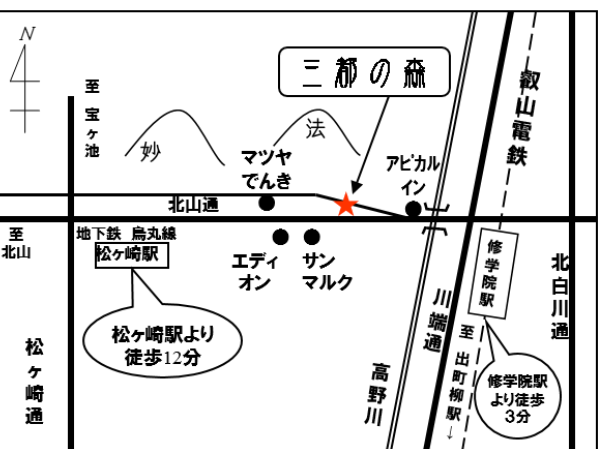 N
三都の森
至
宝
ヶ
池
妙
法
マツヤ
でんき
アピカル
イン
叡
山
電
鉄
北山通
至
北山
地下鉄 烏丸線
松ヶ崎駅
エディ
オン
サン
マルク
修
学
院
駅
北
白
川
通
松ヶ崎駅より
徒歩12分
川
端
通
至
出
町
柳
駅
↓
松
ヶ
崎
通
高
野
川
修学院駅
より徒歩
3分